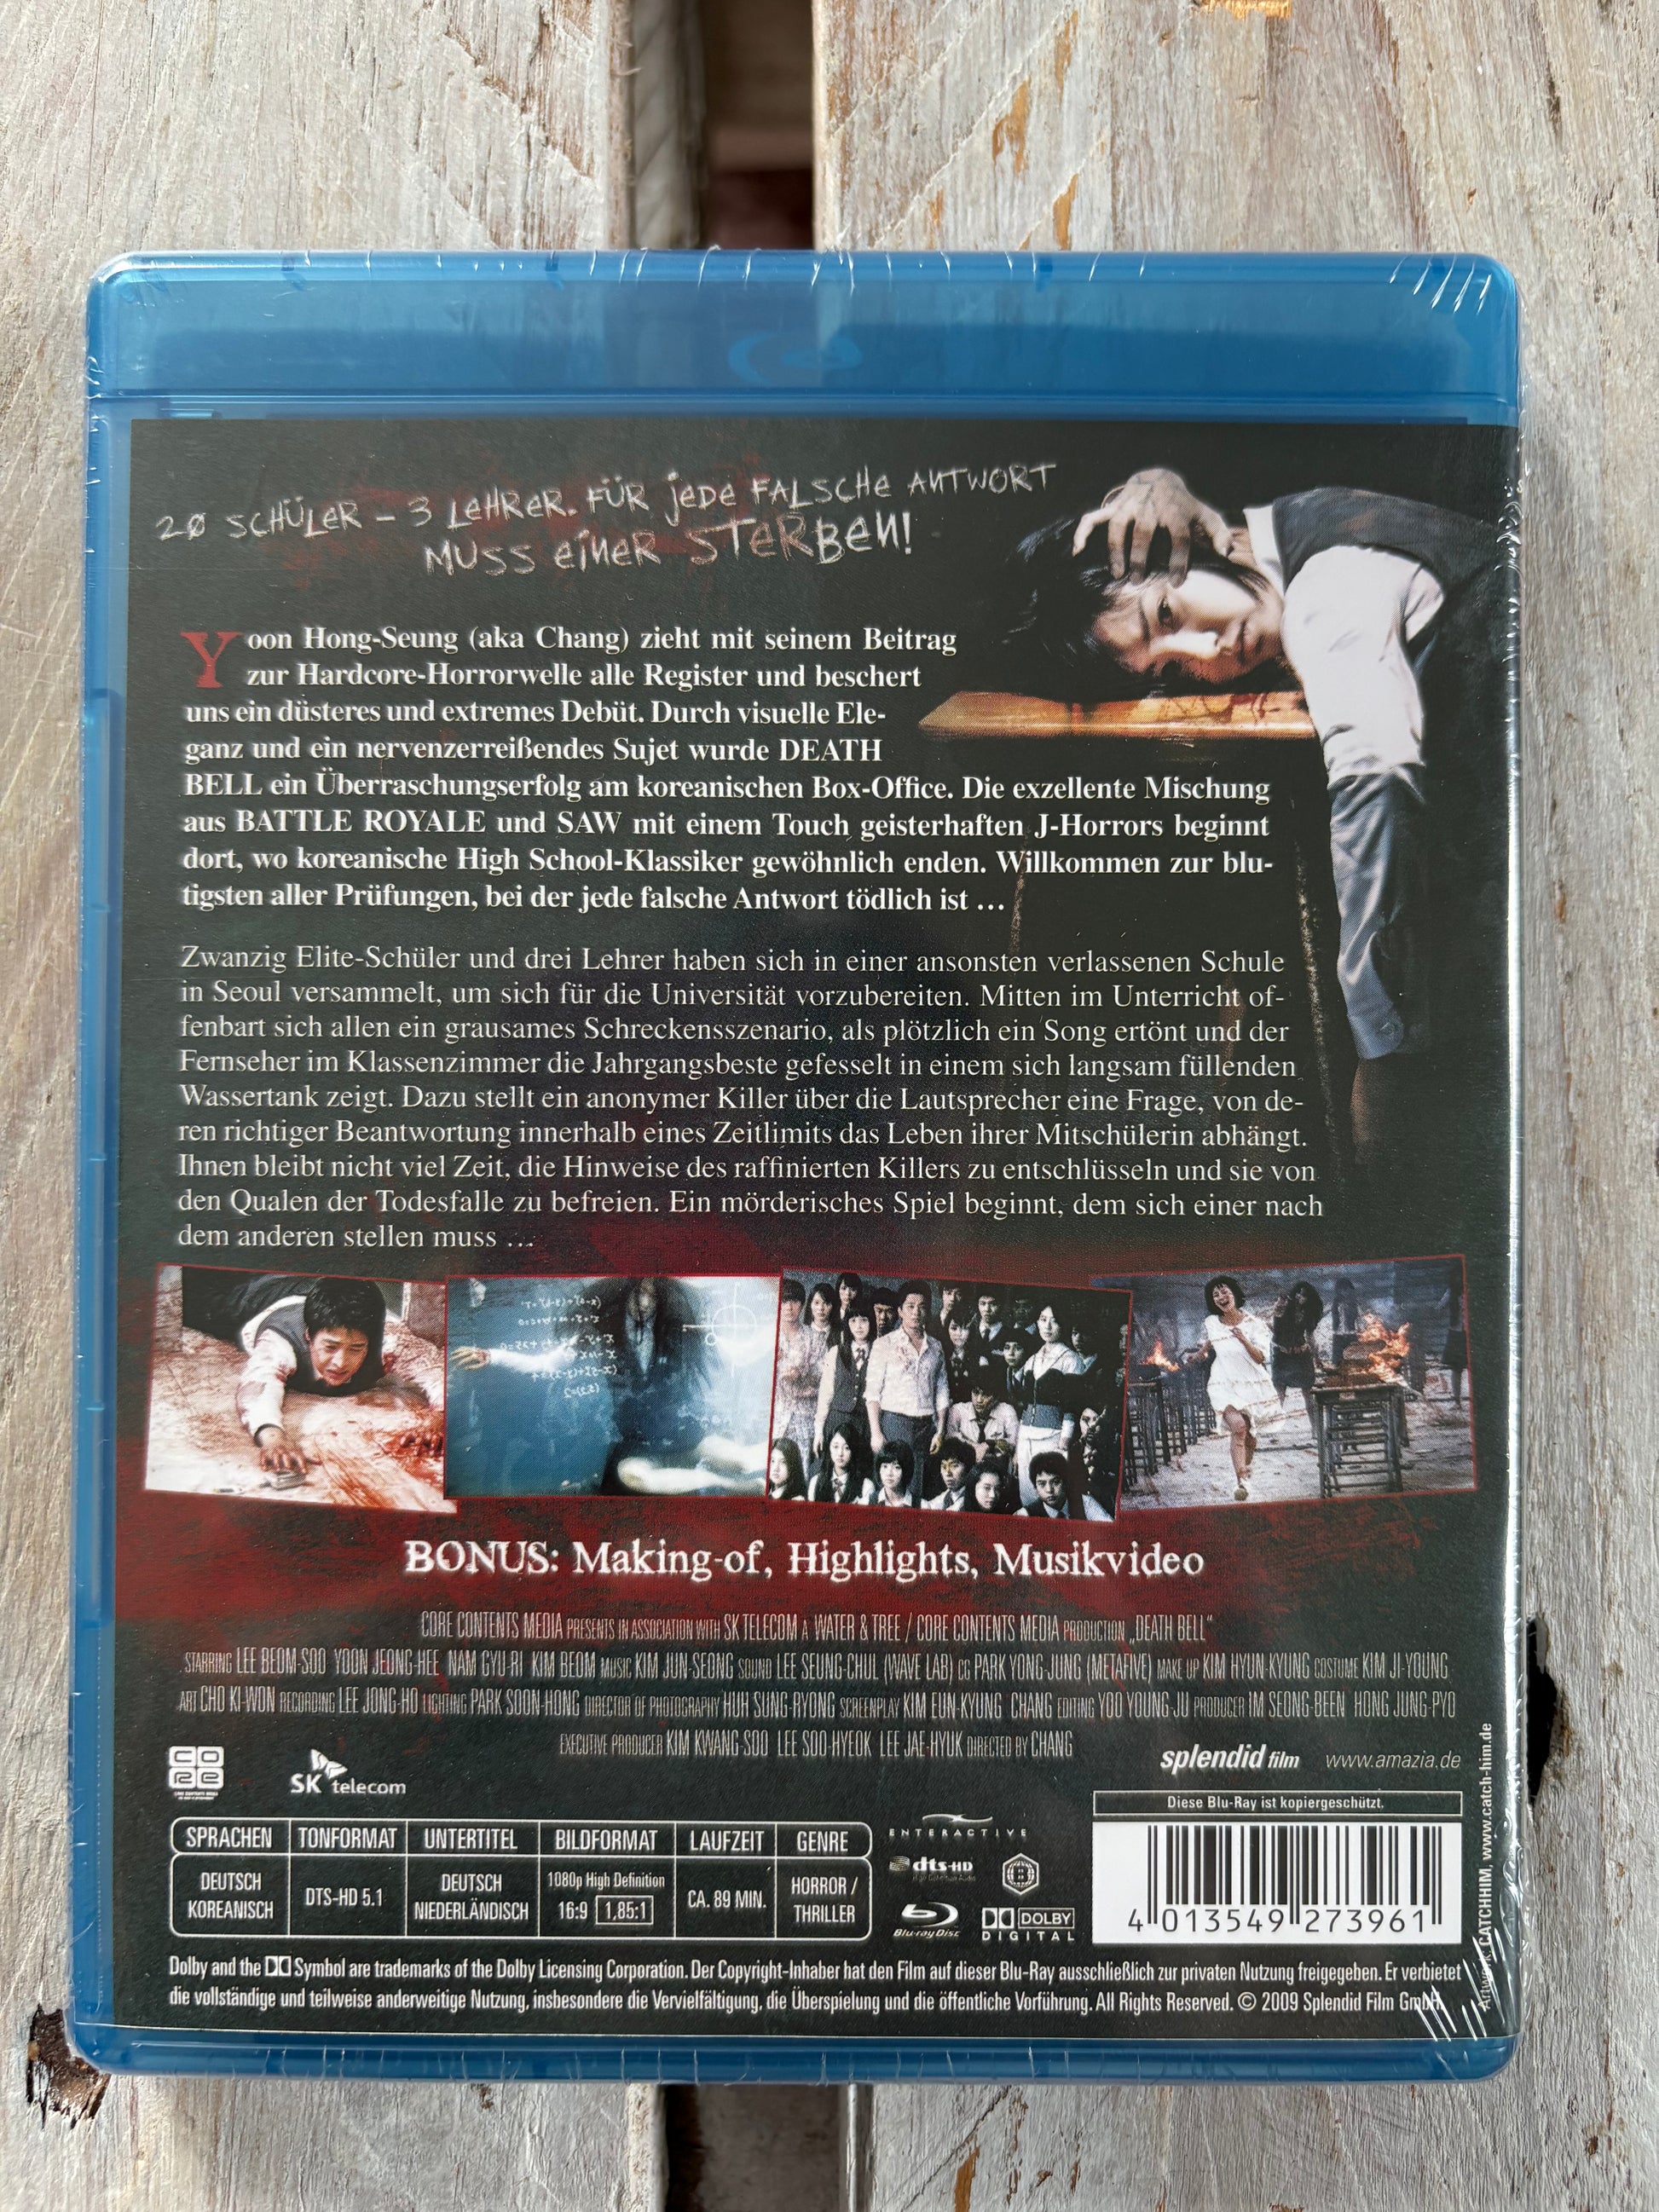 20 SCHÜLER – 3 LEHRER. FÜR JEDE FALSCHE ANTWORT
MUSS EINER STERBEN!
Yoon Hong-Seung (aka Chang) zieht mit seinem Beitrag
zur Hardcore-Horrorwelle alle Register und beschert
uns ein düsteres und extremes Debüt. Durch visuelle Ele-
ganz und ein nervenzerreißendes Sujet wurde DEATH
BELL ein Überraschungserfolg am koreanischen Box-Office. Die exzellente Mischung
aus BATTLE ROYALE und SAW mit einem Touch geisterhaften J-Horrors beginnt
dort, wo koreanische High School-Klassiker gewöhnlich enden. Willkommen zur blu-
tigsten aller Prüfungen, bei der jede falsche Antwort tödlich ist …
Zwanzig Elite-Schüler und drei Lehrer haben sich in einer ansonsten verlassenen Schule
in Seoul versammelt, um sich für die Universität vorzubereiten. Mitten im Unterricht of-
fenbart sich allen ein grausames Schreckensszenario, als plötzlich ein Song ertönt und der
Fernseher im Klassenzimmer die Jahrgangsbeste gefesselt in einem sich langsam füllenden
Wassertank zeigt. Dazu stellt ein anonymer Killer über die Lautsprecher eine Frage, von de-
ren richtiger Beantwortung innerhalb eines Zeitlimits das Leben ihrer Mitschülerin abhängt.
Ihnen bleibt nicht viel Zeit, die Hinweise des raffinierten Killers zu entschlüsseln und sie von
den Qualen der Todesfalle zu befreien. Ein mörderisches Spiel beginnt, dem sich einer nach
dem anderen stellen muss …
BONUS: Making-of, Highlights, Musikvideo
CORE CONTENTS MEDIA PRESENTS IN ASSOCIATION WITH SK TELECOM A WATER & TREE / CORE CONTENTS MEDIA PRODUCTION „DEATH BELL“
STARRING LEE BEOM-SOO YOON JEONG-HEE NAM GYU-RI KIM BEOM MUSIC KIM JUN-SEONG SOUND LEE SEUNG-CHUL (WAVE LAB) CG PARK YONG-JUNG (METAFIVE) MAKE UP KIM HYUN-KYUNG COSTUME KIM JI-YOUNG
ART CHO KI-WON RECORDING LEE JONG-HO LIGHTING PARK SOON-HONG DIRECTOR OF PHOTOGRAPHY HUH SUNG-RYONG SCREENPLAY KIM EUN-KYUNG CHANG EDITING YOO YOUNG-JU PRODUCER IM SEONG-BEEN HONG JUNG-PYO
EXECUTIVE PRODUCER KIM KWANG-SOO LEE SOO-HYEOK LEE JAE-HYUK DIRECTED BY CHANG
CORE
SK telecom
splendid film www.amazia.de
Diese Blu-Ray ist kopiergeschützt.
SPRACHEN TONFORMAT UNTERTITEL BILDFORMAT LAUFZEIT GENRE
DEUTSCH
KOREANISCH
DTS-HD 5.1
DEUTSCH
NIEDERLÄNDISCH
1080p High Definition
16:9 1,85:1
CA. 89 MIN.
HORROR /
THRILLER
ENTERACTIVE
dts-HD
B
Blu-ray Disc
DOLBY
DIGITAL
4 013549 273961
Artwork: CATCHHIM, www.catch-him.de
Dolby and the Symbol are trademarks of the Dolby Licensing Corporation. Der Copyright-Inhaber hat den Film auf dieser Blu-Ray ausschließlich zur privaten Nutzung freigegeben. Er verbietet
die vollständige und teilweise anderweitige Nutzung, insbesondere die Vervielfältigung, die Überspielung und die öffentliche Vorführung. All Rights Reserved. © 2009 Splendid Film GmbH